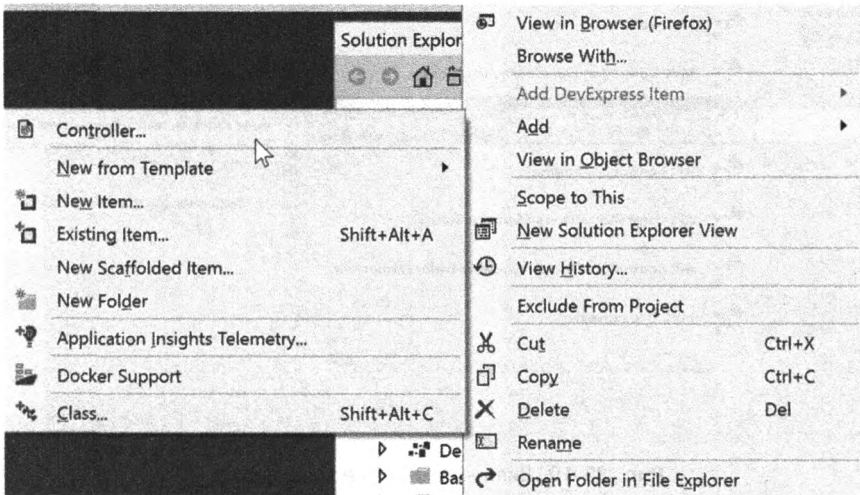 Solution Explor
Controller...
New from Template
New Item...
Existing Item... Shift+Alt+A
New Scaffolded Item...
New Folder
Application Insights Telemetry...
Docker Support
Class... Shift+Alt+C
De
Bas
View in Browser (Firefox)
Browse With...
Add DevExpress Item
Add
View in Object Browser
Scope to This
New Solution Explorer View
View History...
Exclude From Project
Cut Ctrl+X
Copy Ctrl+C
Delete Del
Rename
Open Folder in File Explorer